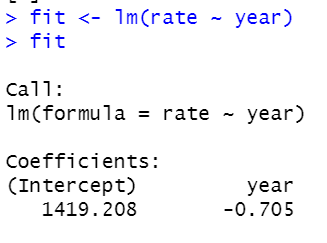 > fit <- lm(rate ~ year)
> fit
Call:
lm(formula = rate ~ year)
Coefficients:
(Intercept) year
1419.208 -0.705